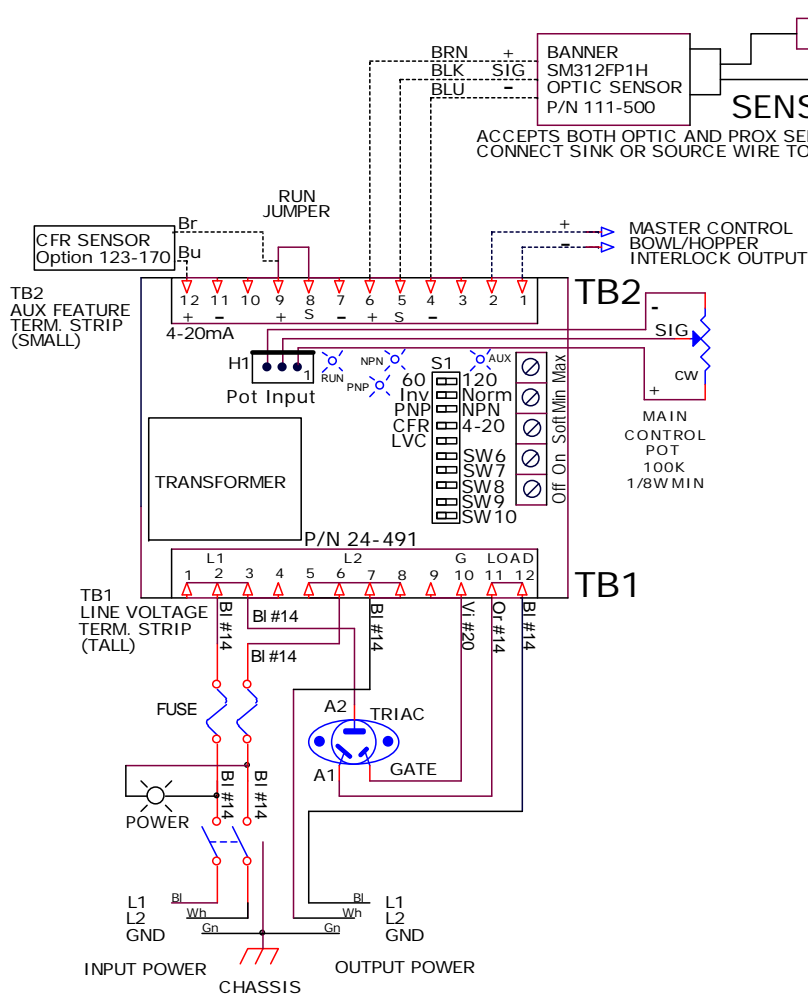 BRN +
BLK SIG
BLU -
BANNER
SM312FP1H
OPTIC SENSOR
P/N 111-500
ACCEPTS BOTH OPTIC AND PROX
CONNECT SINK OR SOURCE WIRE
RUN
JUMPER
Br
Bu
CFR SENSOR
Option 123-170
+
-
MASTER CONTROL
BOWL/HOPPER
INTERLOCK OUTPUT
TB2
AUX FEATURE
TERM. STRIP
(SMALL)
12 11 10 9 8 7 6 5 4 3 2 1
+ - + S - + S -
4-20mA
TB2
-
SIG
CW
+
MAIN
CONTROL
POT
100K
1/8W MIN
H1
1
Pot Input
RUN
NPN
PNP
AUX
S1
60 120
Inv Norm
PNP NPN
CFR 4-20
LVC
SW6
SW7
SW8
SW9
SW10
Off On Soft Min Max
TRANSFORMER
P/N 24-491
L1 L2 G LOAD
1 2 3 4 5 6 7 8 9 10 11 12
TB1
TB1
LINE VOLTAGE
TERM. STRIP
(TALL)
Bl #14
Bl #14
Bl #14
Bl #14
Vi #20
Or #14
Bl #14
FUSE
A2
TRIAC
A1
GATE
Bl #14
Bl #14
POWER
L1 Bl
L2 Wh
GND Gn
Bl L1
Wh L2
Gn GND
INPUT POWER
CHASSIS
OUTPUT POWER